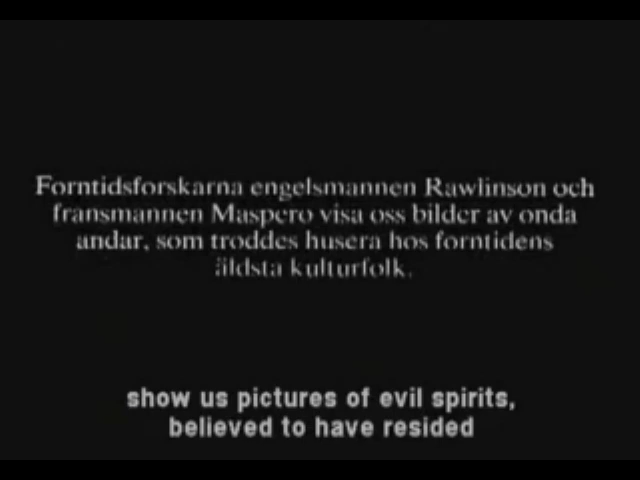 Forntidsforskarna engelsmannen Rawlinson och
fransmannen Maspero visa oss bilder av onda
andar, som troddes husera hos forntidens
äldsta kulturfolk.
show us pictures of evil spirits,
believed to have resided